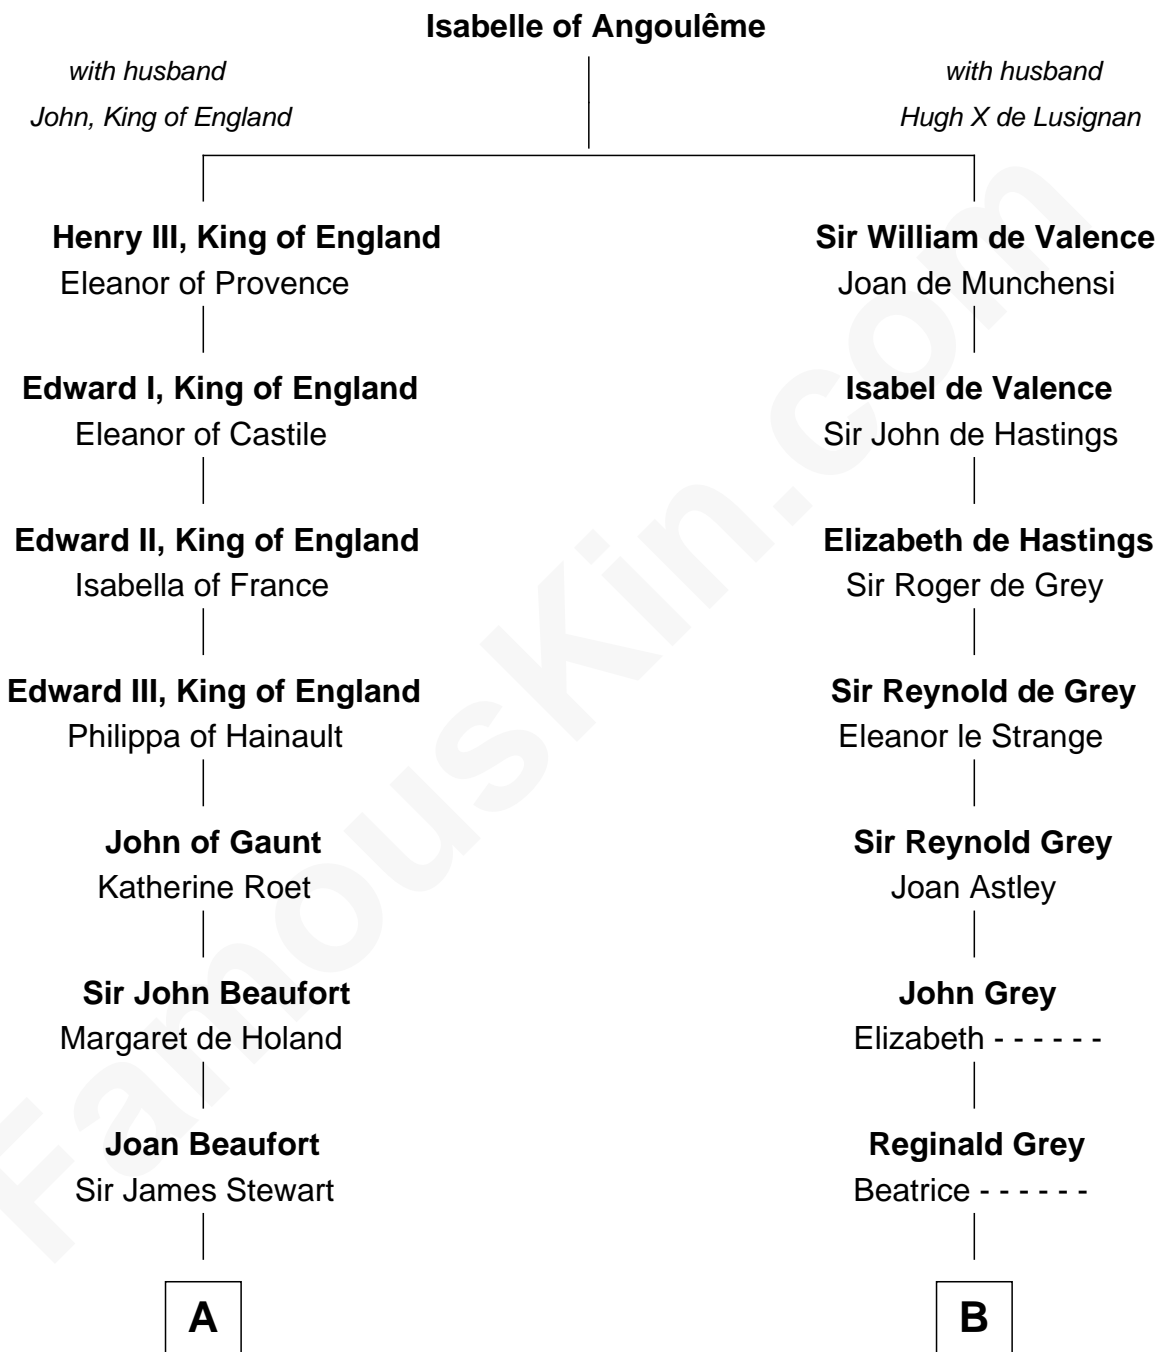 Isabelle of Angoulême
with husband
John, King of England
with husband
Hugh X de Lusignan
Henry III, King of England
Eleanor of Provence
Sir William de Valence
Joan de Munchensi
Edward I, King of England
Eleanor of Castile
Isabel de Valence
Sir John de Hastings
Edward II, King of England
Isabella of France
Elizabeth de Hastings
Sir Roger de Grey
Edward III, King of England
Philippa of Hainault
Sir Reynold de Grey
Eleanor le Strange
John of Gaunt
Katherine Roet
Sir Reynold Grey
Joan Astley
Sir John Beaufort
Margaret de Holand
John Grey
Elizabeth - - - - - -
Joan Beaufort
Sir James Stewart
Reginald Grey
Beatrice - - - - - -
A
B
FamousKin.com